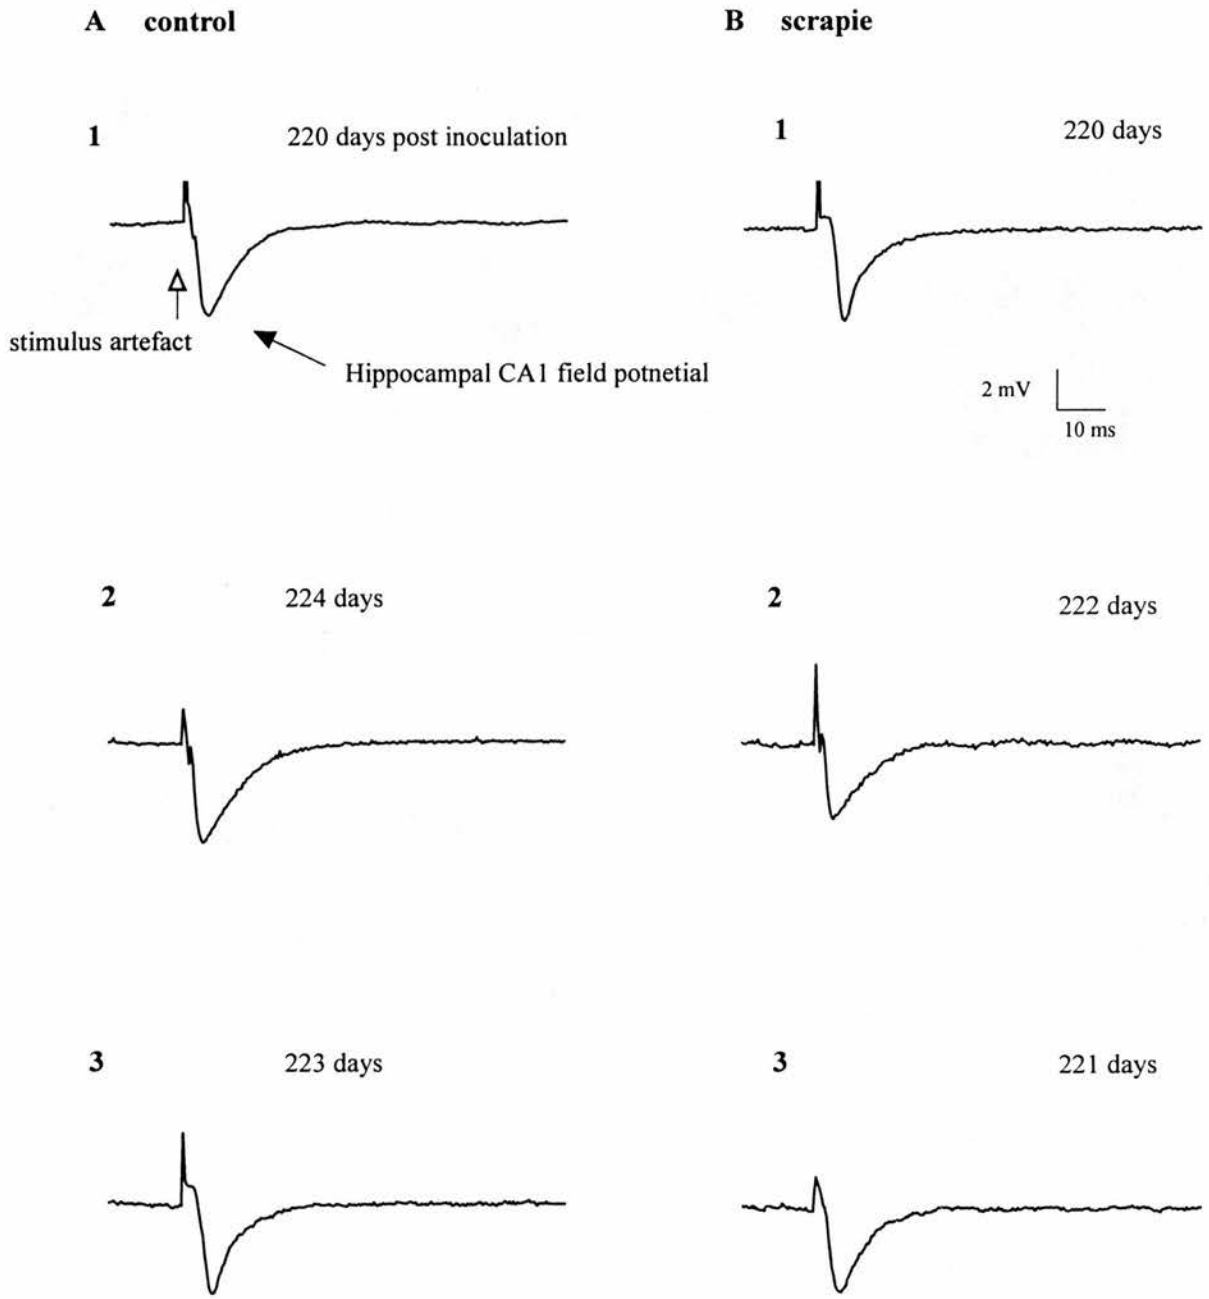 A control
B scrapie
1 220 days post inoculation
1 220 days
stimulus artefact
Hippocampal CA1 field potnetial
2 mV
10 ms
2 224 days
2 222 days
3 223 days
3 221 days